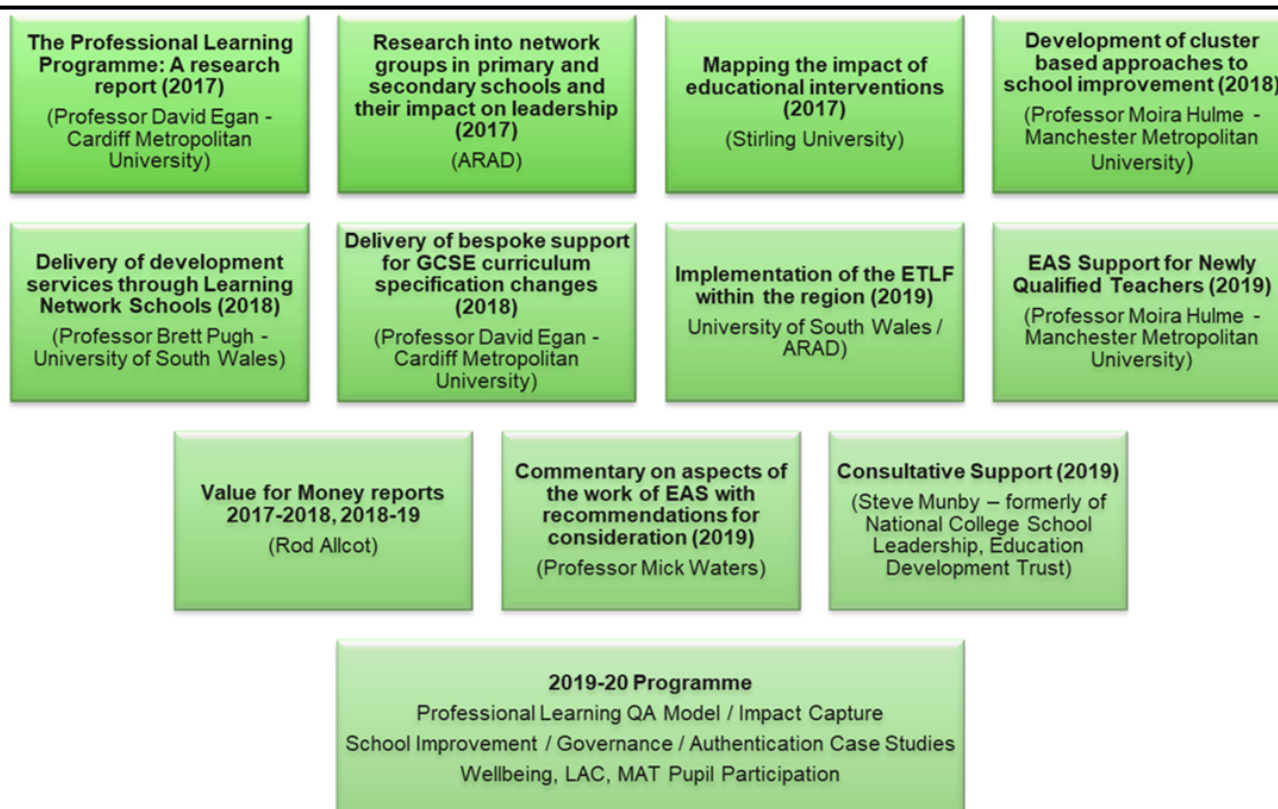 The Professional Learning
Programme: A research
report (2017)
(Professor David Egan -
Cardiff Metropolitan
University)
Research into network
groups in primary and
secondary schools and
their impact on leadership
(2017)
(ARAD)
Mapping the impact of
educational interventions
(2017)
(Stirling University)
Development of cluster
based approaches to
school improvement (2018)
(Professor Moira Hulme -
Manchester Metropolitan
University)
Delivery of development
services through Learning
Network Schools (2018)
(Professor Brett Pugh -
University of South Wales)
Delivery of bespoke support
for GCSE curriculum
specification changes
(2018)
(Professor David Egan -
Cardiff Metropolitan
University)
Implementation of the ETLF
within the region (2019)
University of South Wales /
ARAD)
EAS Support for Newly
Qualified Teachers (2019)
(Professor Moira Hulme -
Manchester Metropolitan
University)
Value for Money reports
2017-2018, 2018-19
(Rod Allcot)
Commentary on aspects of
the work of EAS with
recommendations for
consideration (2019)
(Professor Mick Waters)
Consultative Support (2019)
(Steve Munby – formerly of
National College School
Leadership, Education
Development Trust)
2019-20 Programme
Professional Learning QA Model / Impact Capture
School Improvement / Governance / Authentication Case Studies
Wellbeing, LAC, MAT Pupil Participation